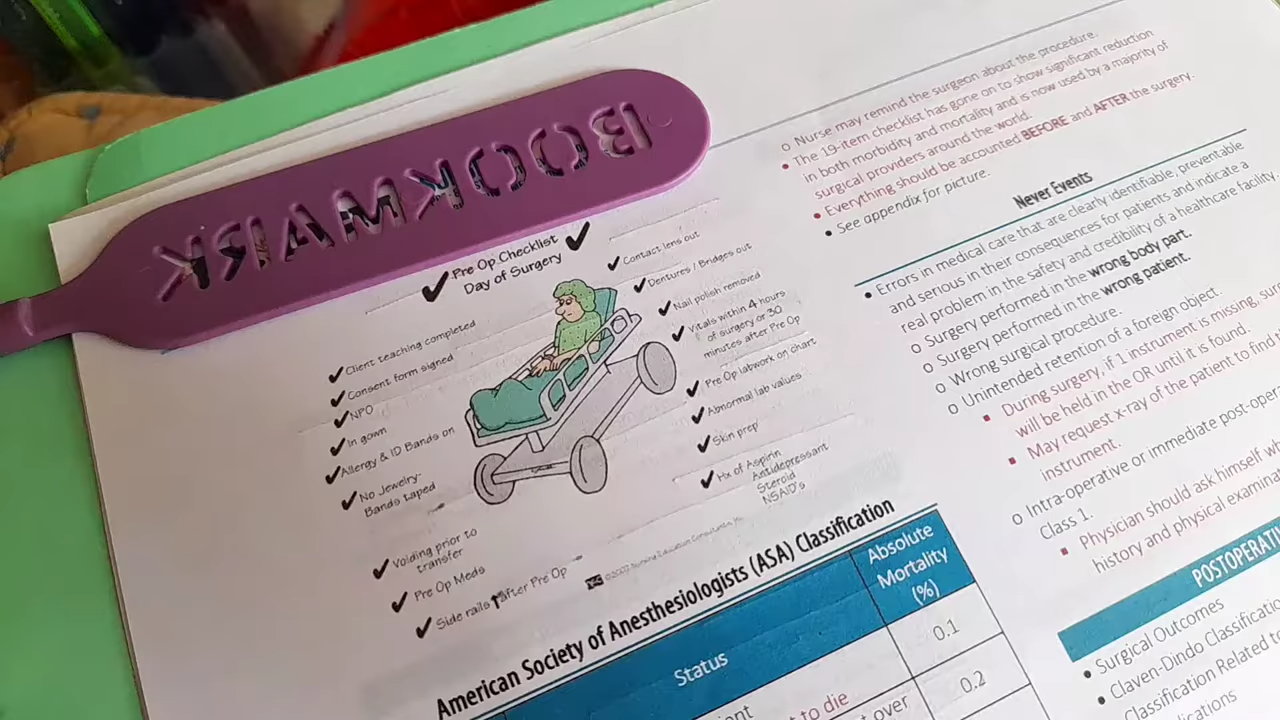 BOOKMARK
Pre Op Checklist
Day of Surgery
Client teaching completed
Consent form signed
NPO
In gown
Allergy & ID Bands on
No Jewelry:
Bands taped
Voiding prior to
transfer
Pre Op Meds
Side rails ↑ after Pre Op
Contact lens out
Dentures / Bridges out
Nail polish removed
Vitals within 4 hours
of surgery or 30
minutes after Pre Op
Pre Op labwork on chart
Abnormal lab values
Skin prep
Hx of Aspirin
Antidepressant
Steroid
NSAID's
©2007 Nursing Education Consultants, Inc.
American Society of Anesthesiologists (ASA) Classification
Status
Absolute
Mortality
(%)
0.1
to die
0.2
over
o Nurse may remind the surgeon about the procedure.
• The 19-item checklist has gone on to show significant reduction
in both morbidity and mortality and is now used by a majority of
surgical providers around the world.
• Everything should be accounted BEFORE and AFTER the surgery.
• See appendix for picture.
Never Events
• Errors in medical care that are clearly identifiable, preventable
and serious in their consequences for patients and indicate a
real problem in the safety and credibility of a healthcare facility.
o Surgery performed in the wrong body part.
o Surgery performed in the wrong patient.
o Wrong surgical procedure.
o Unintended retention of a foreign object.
▪ During surgery, if 1 instrument is missing,
will be held in the OR until it is found.
▪ May request x-ray of the patient to find
instrument.
o Intra-operative or immediate
Class 1.
▪ Physician should ask himself
history and physical
• Surgical Outcomes
• Claven-Dindo
Classification Related